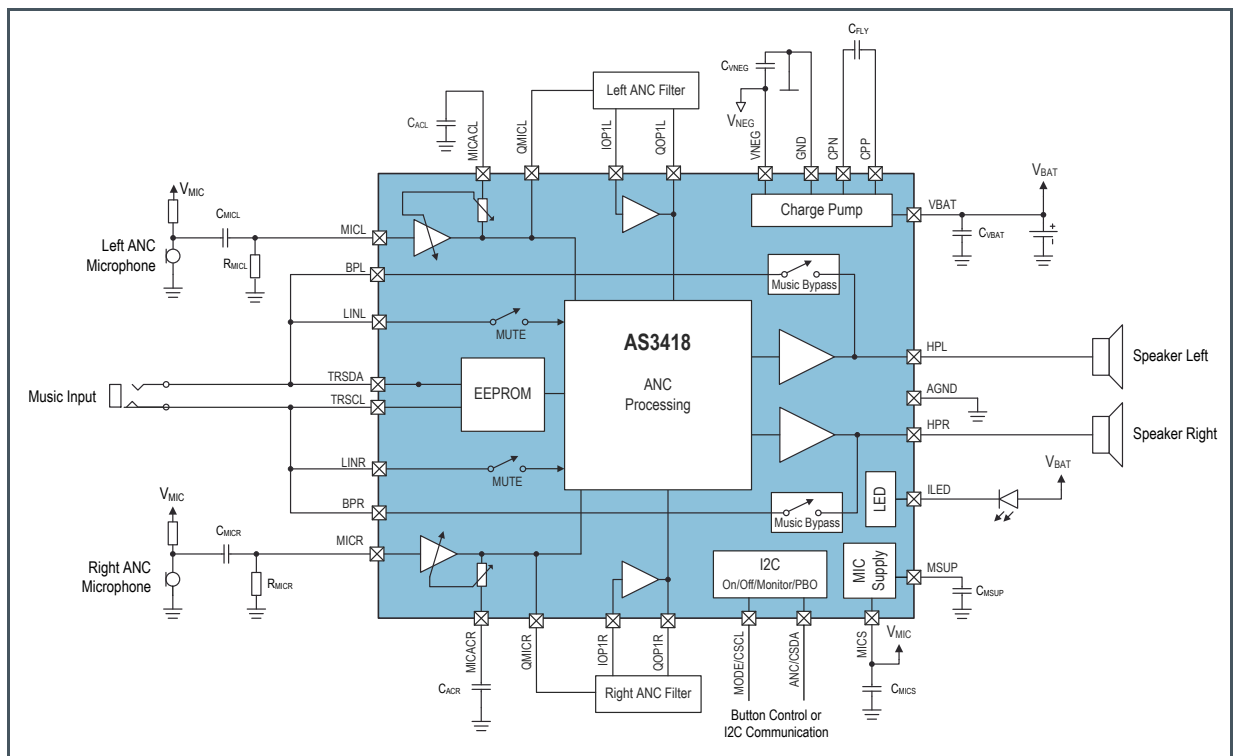 CFLY
CVNEG
Left ANC Filter
VNEG
CACL
MICACL
QMICL
IOP1L
QOP1L
VNEG
GND
CPN
CPP
VMIC
VBAT
Charge Pump
VBAT
CMICL
CVBAT
+
-
MICL
Left ANC
Microphone
RMICL
BPL
Music Bypass
LINL
MUTE
AS3418
ANC
Processing
HPL
Speaker Left
TRSDA
EEPROM
Music Input
TRSCL
AGND
HPR
Speaker Right
LINR
MUTE
VBAT
VMIC
BPR
Music Bypass
LED
ILED
CMICR
MICR
Right ANC
Microphone
RMICR
I2C
On/Off/Monitor/PBO
MIC
Supply
MSUP
CMSUP
MICACR
QMICR
IOP1R
QOP1R
MODE/CSCL
ANC/CSDA
MICS
VMIC
CACR
Right ANC Filter
CMICS
Button Control or
I2C Communication